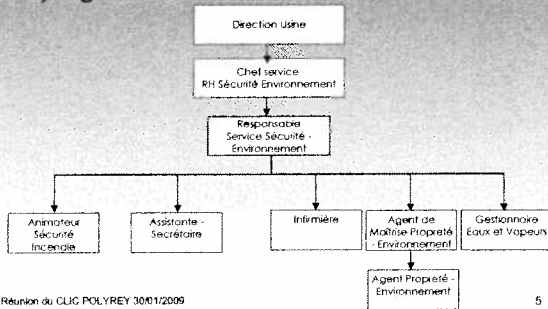 Direction usine
Chef service
RH Sécurité Environnement
Responsable
Service Sécurité -
Environnement
Animateur
Sécurité
Incendie
Assistante -
Secrétaire
Infirmière
Agent de
Maîtrise Propreté
- Environnement
Gestionnaire
Eaux et Vapeurs
Agent Propreté -
Environnement
Réunion du CLIC POLYREY 30/01/2009
5